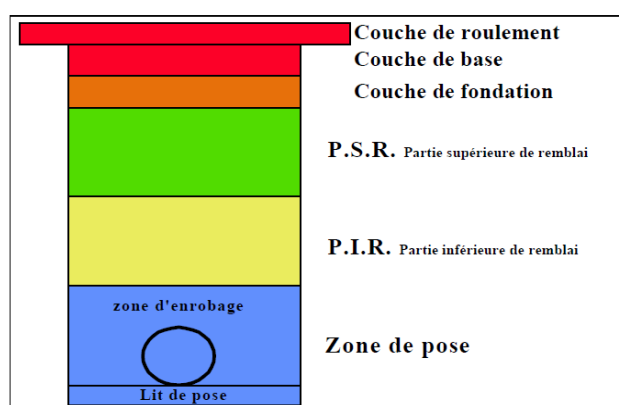 Couche de roulement
Couche de base
Couche de fondation
P.S.R. Partie supérieure de remblai
P.I.R. Partie inférieure de remblai
zone d'enrobage
Zone de pose
Lit de pose